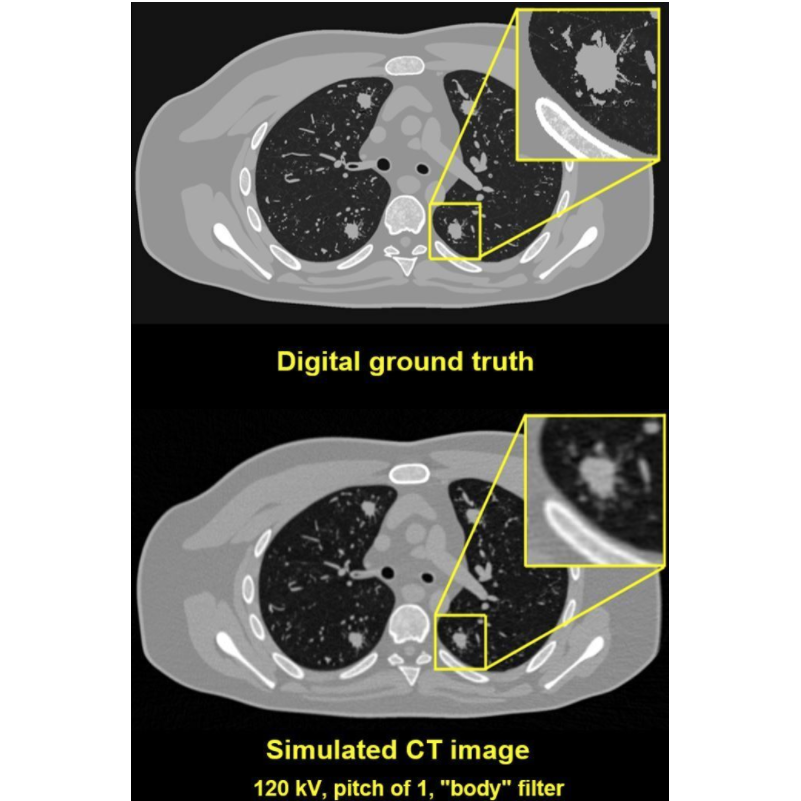 Digital ground truth
Simulated CT image
120 kV, pitch of 1, "body" filter